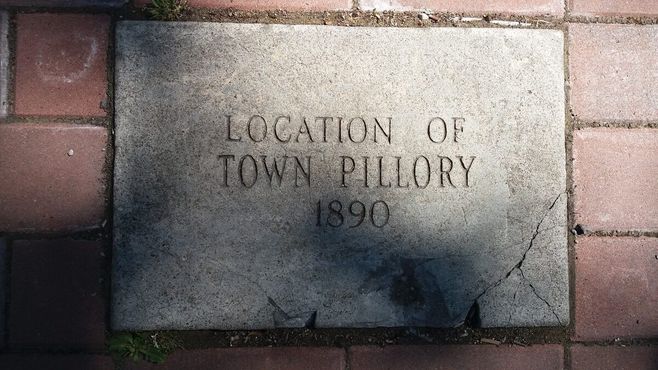 LOCATION OF
TOWN PILLORY
1890